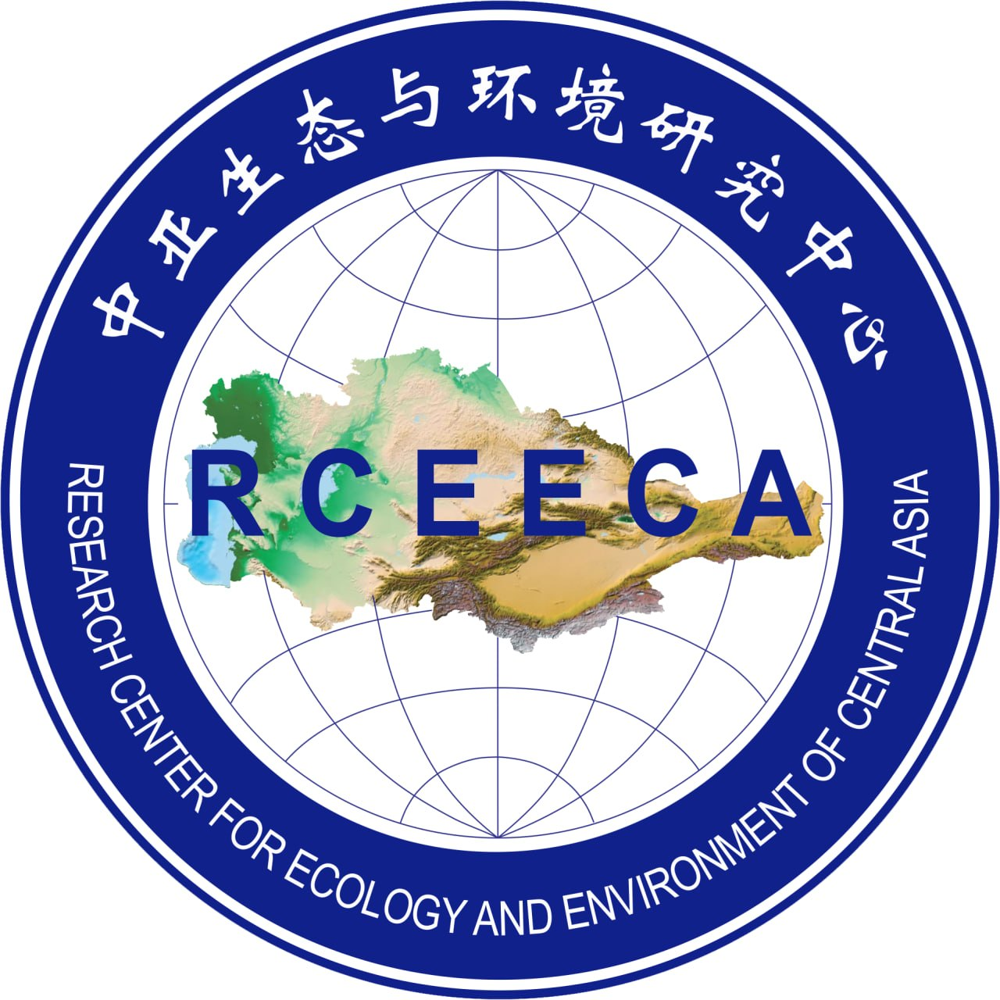 中亚生态与环境研究中心
RCEECA
RESEARCH CENTER FOR ECOLOGY AND ENVIRONMENT OF CENTRAL ASIA